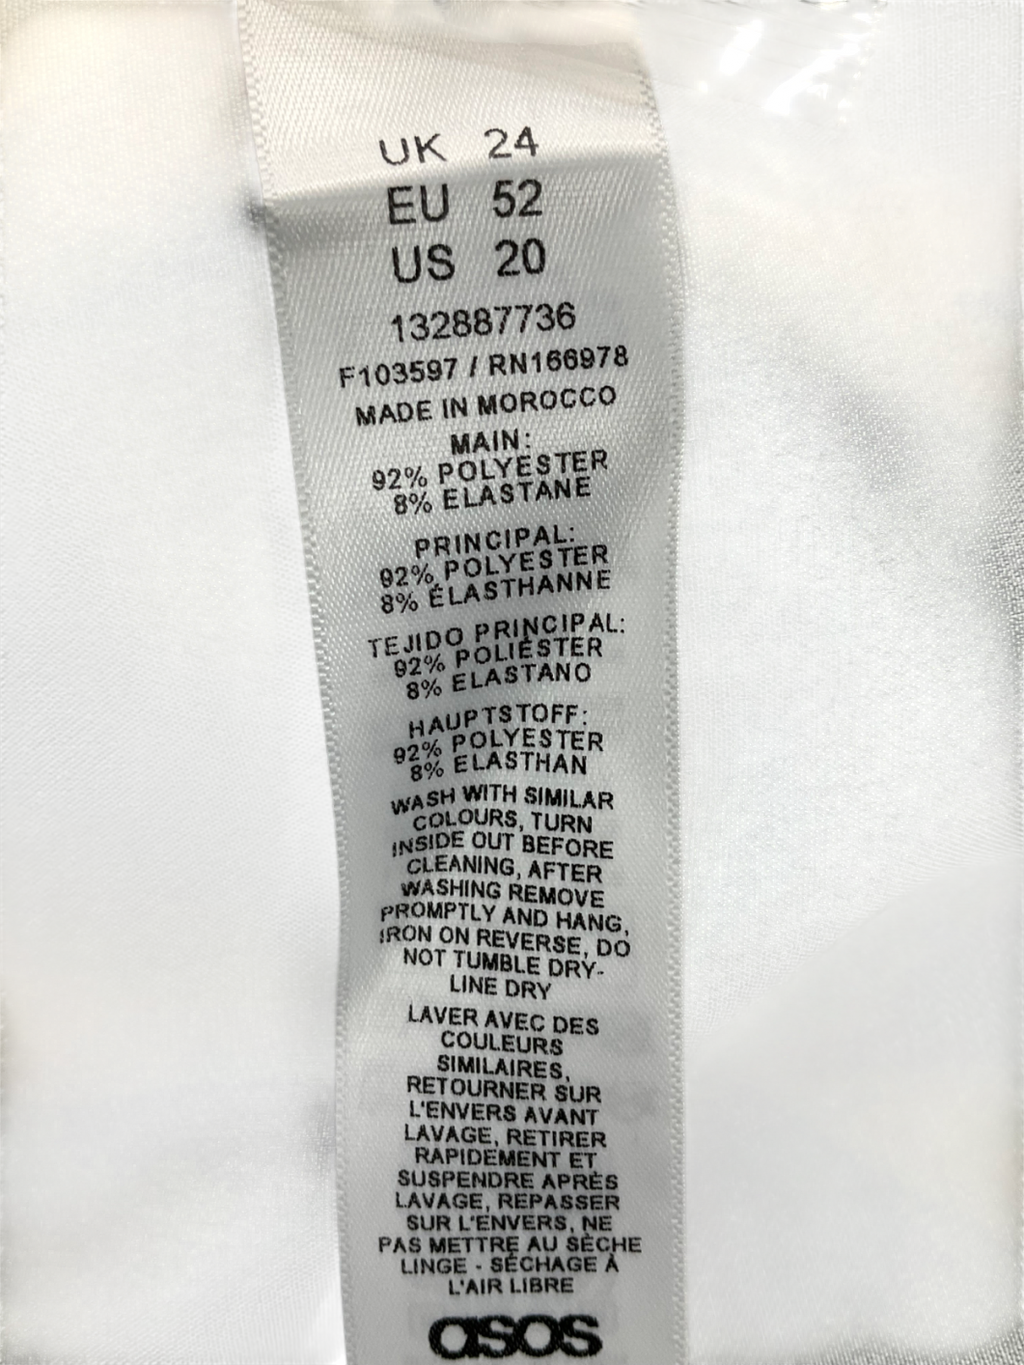 UK 24
EU 52
US 20
132887736
F103597 / RN166978
MADE IN MOROCCO
MAIN:
92% POLYESTER
8% ELASTANE
PRINCIPAL:
92% POLYESTER
8% ÉLASTHANNE
TEJIDO PRINCIPAL:
92% POLIÉSTER
8% ELASTANO
HAUPTSTOFF:
92% POLYESTER
8% ELASTHAN
WASH WITH SIMILAR
COLOURS, TURN
INSIDE OUT BEFORE
CLEANING, AFTER
WASHING REMOVE
PROMPTLY AND HANG,
IRON ON REVERSE, DO
NOT TUMBLE DRY-
LINE DRY
LAVER AVEC DES
COULEURS
SIMILAIRES,
RETOURNER SUR
L'ENVERS AVANT
LAVAGE, RETIRER
RAPIDEMENT ET
SUSPENDRE APRÈS
LAVAGE, REPASSER
SUR L'ENVERS, NE
PAS METTRE AU SÈCHE
LINGE - SÉCHAGE À
L'AIR LIBRE
asos